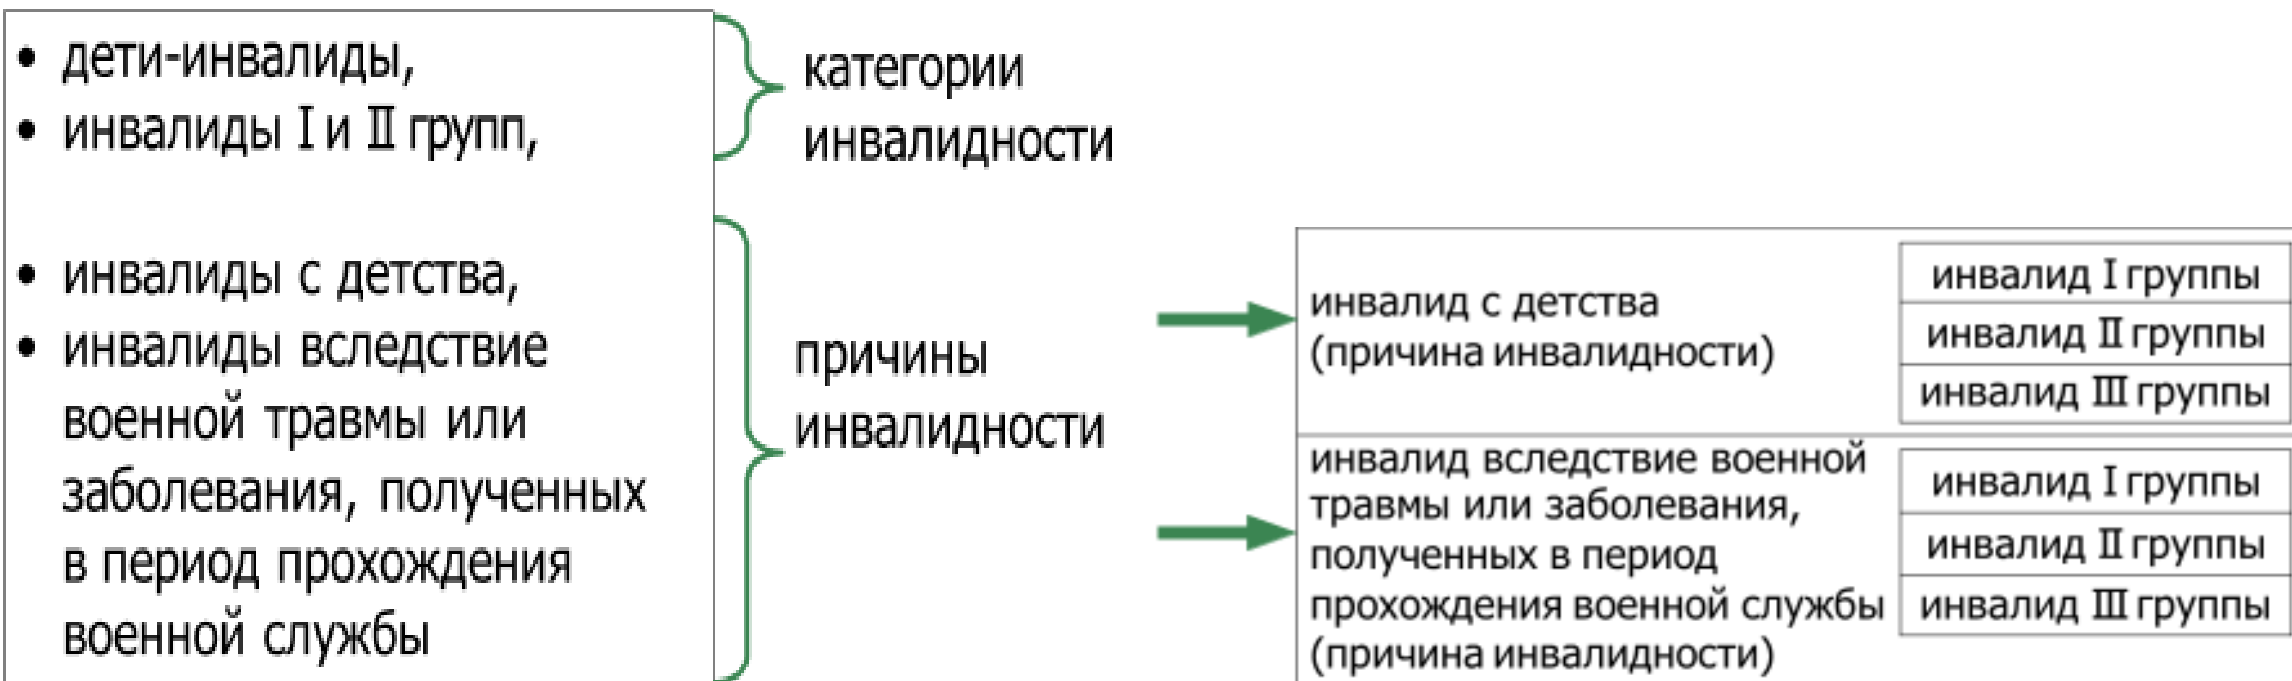 • дети-инвалиды,
• инвалиды I и II групп,
категории
инвалидности
• инвалиды с детства,
• инвалиды вследствие
военной травмы или
заболевания, полученных
в период прохождения
военной службы
причины
инвалидности
инвалид с детства
(причина инвалидности)
инвалид I группы
инвалид II группы
инвалид III группы
инвалид вследствие военной
травмы или заболевания,
полученных в период
прохождения военной службы
(причина инвалидности)
инвалид I группы
инвалид II группы
инвалид III группы